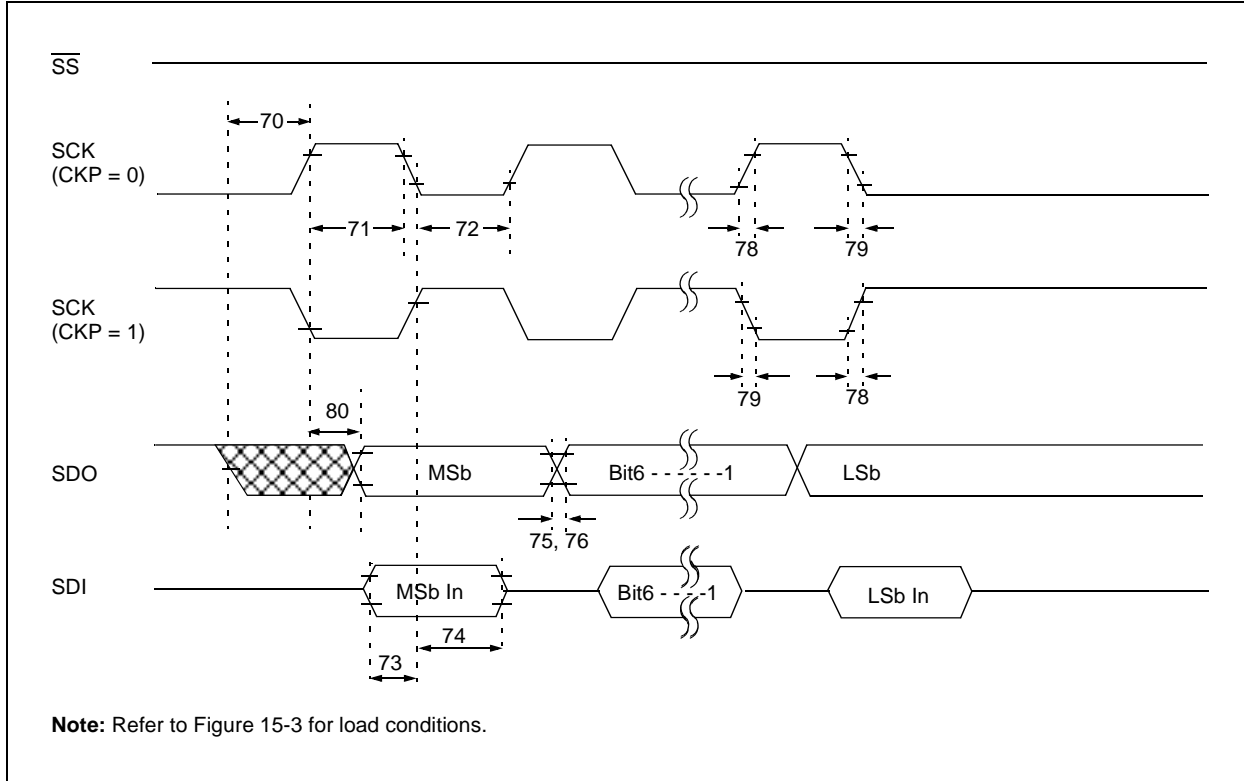 SS
70
SCK
(CKP = 0)
71
72
78
79
SCK
(CKP = 1)
79
78
80
SDO
MSb
Bit6 - - - - - -1
LSb
75, 76
SDI
MSb In
Bit6 - - - -1
LSb In
74
73
Note: Refer to Figure 15-3 for load conditions.